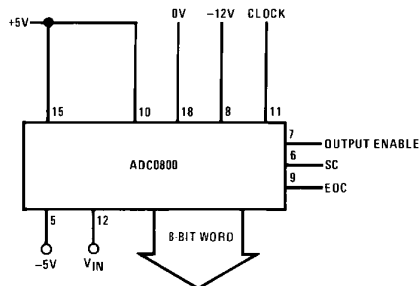 0V -12V CLOCK
+5V
15 10 18 8 11
7 OUTPUT ENABLE
ADC0800
6 SC
9 EOC
5 12
8-BIT WORD
-5V VIN